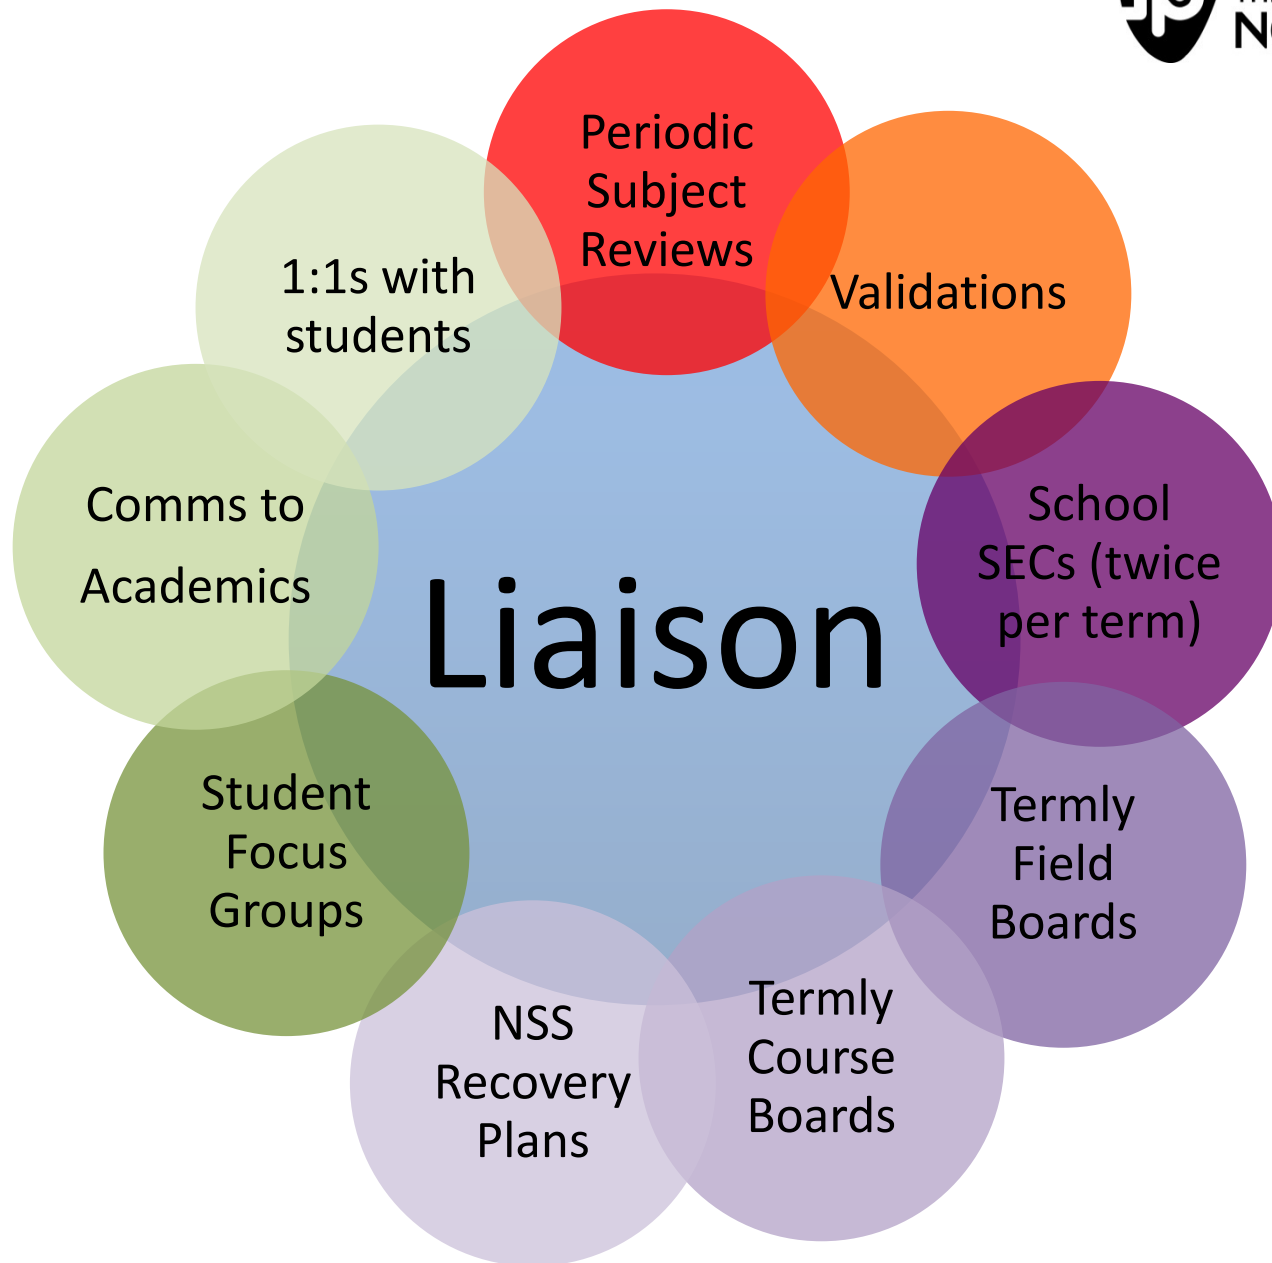 Periodic
Subject
Reviews
Validations
School
SECs (twice
per term)
Termly
Field
Boards
Termly
Course
Boards
NSS
Recovery
Plans
Student
Focus
Groups
Comms to
Academics
1:1s with
students
Liaison